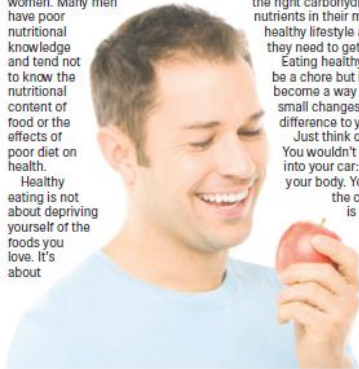 women. Many men
have poor
nutritional
knowledge
and tend not
to know the
nutritional
content of
food or the
effects of
poor diet on
health.
Healthy
eating is not
about depriving
yourself of the
foods you
love. It's
about
the right carbohyd
nutrients in their m
healthy lifestyle a
they need to get
Eating healthy
be a chore but i
become a way
small changes
difference to y
Just think o
You wouldn't
into your car:
your body. Yo
the c
is